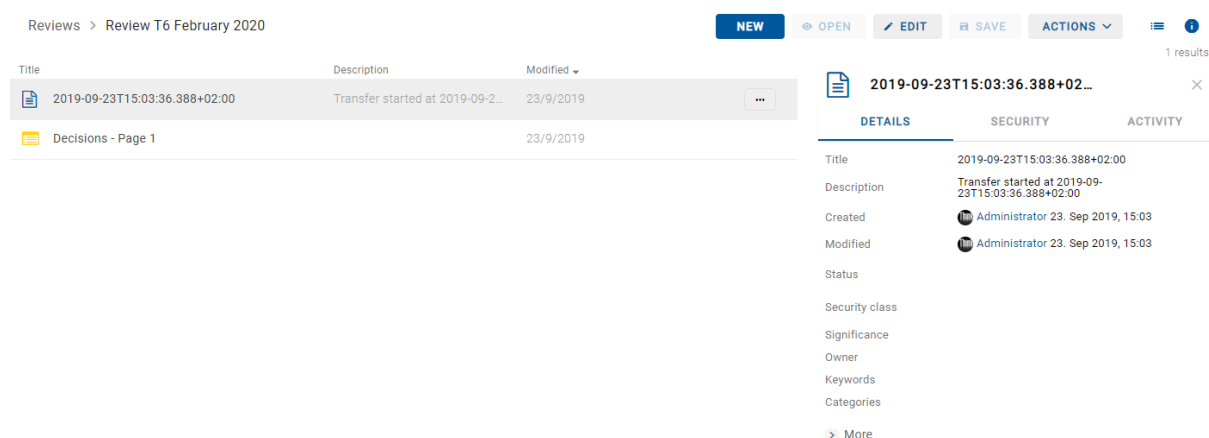 Reviews > Review T6 February 2020
NEW OPEN EDIT SAVE ACTIONS
1 results
Title Description Modified
2019-09-23T15:03:36.388+02:00 Transfer started at 2019-09-2... 23/9/2019 ...
Decisions - Page 1 23/9/2019
2019-09-23T15:03:36.388+02...
DETAILS SECURITY ACTIVITY
Title 2019-09-23T15:03:36.388+02:00
Description Transfer started at 2019-09-
23T15:03:36.388+02:00
Created Administrator 23. Sep 2019, 15:03
Modified Administrator 23. Sep 2019, 15:03
Status
Security class
Significance
Owner
Keywords
Categories
> More